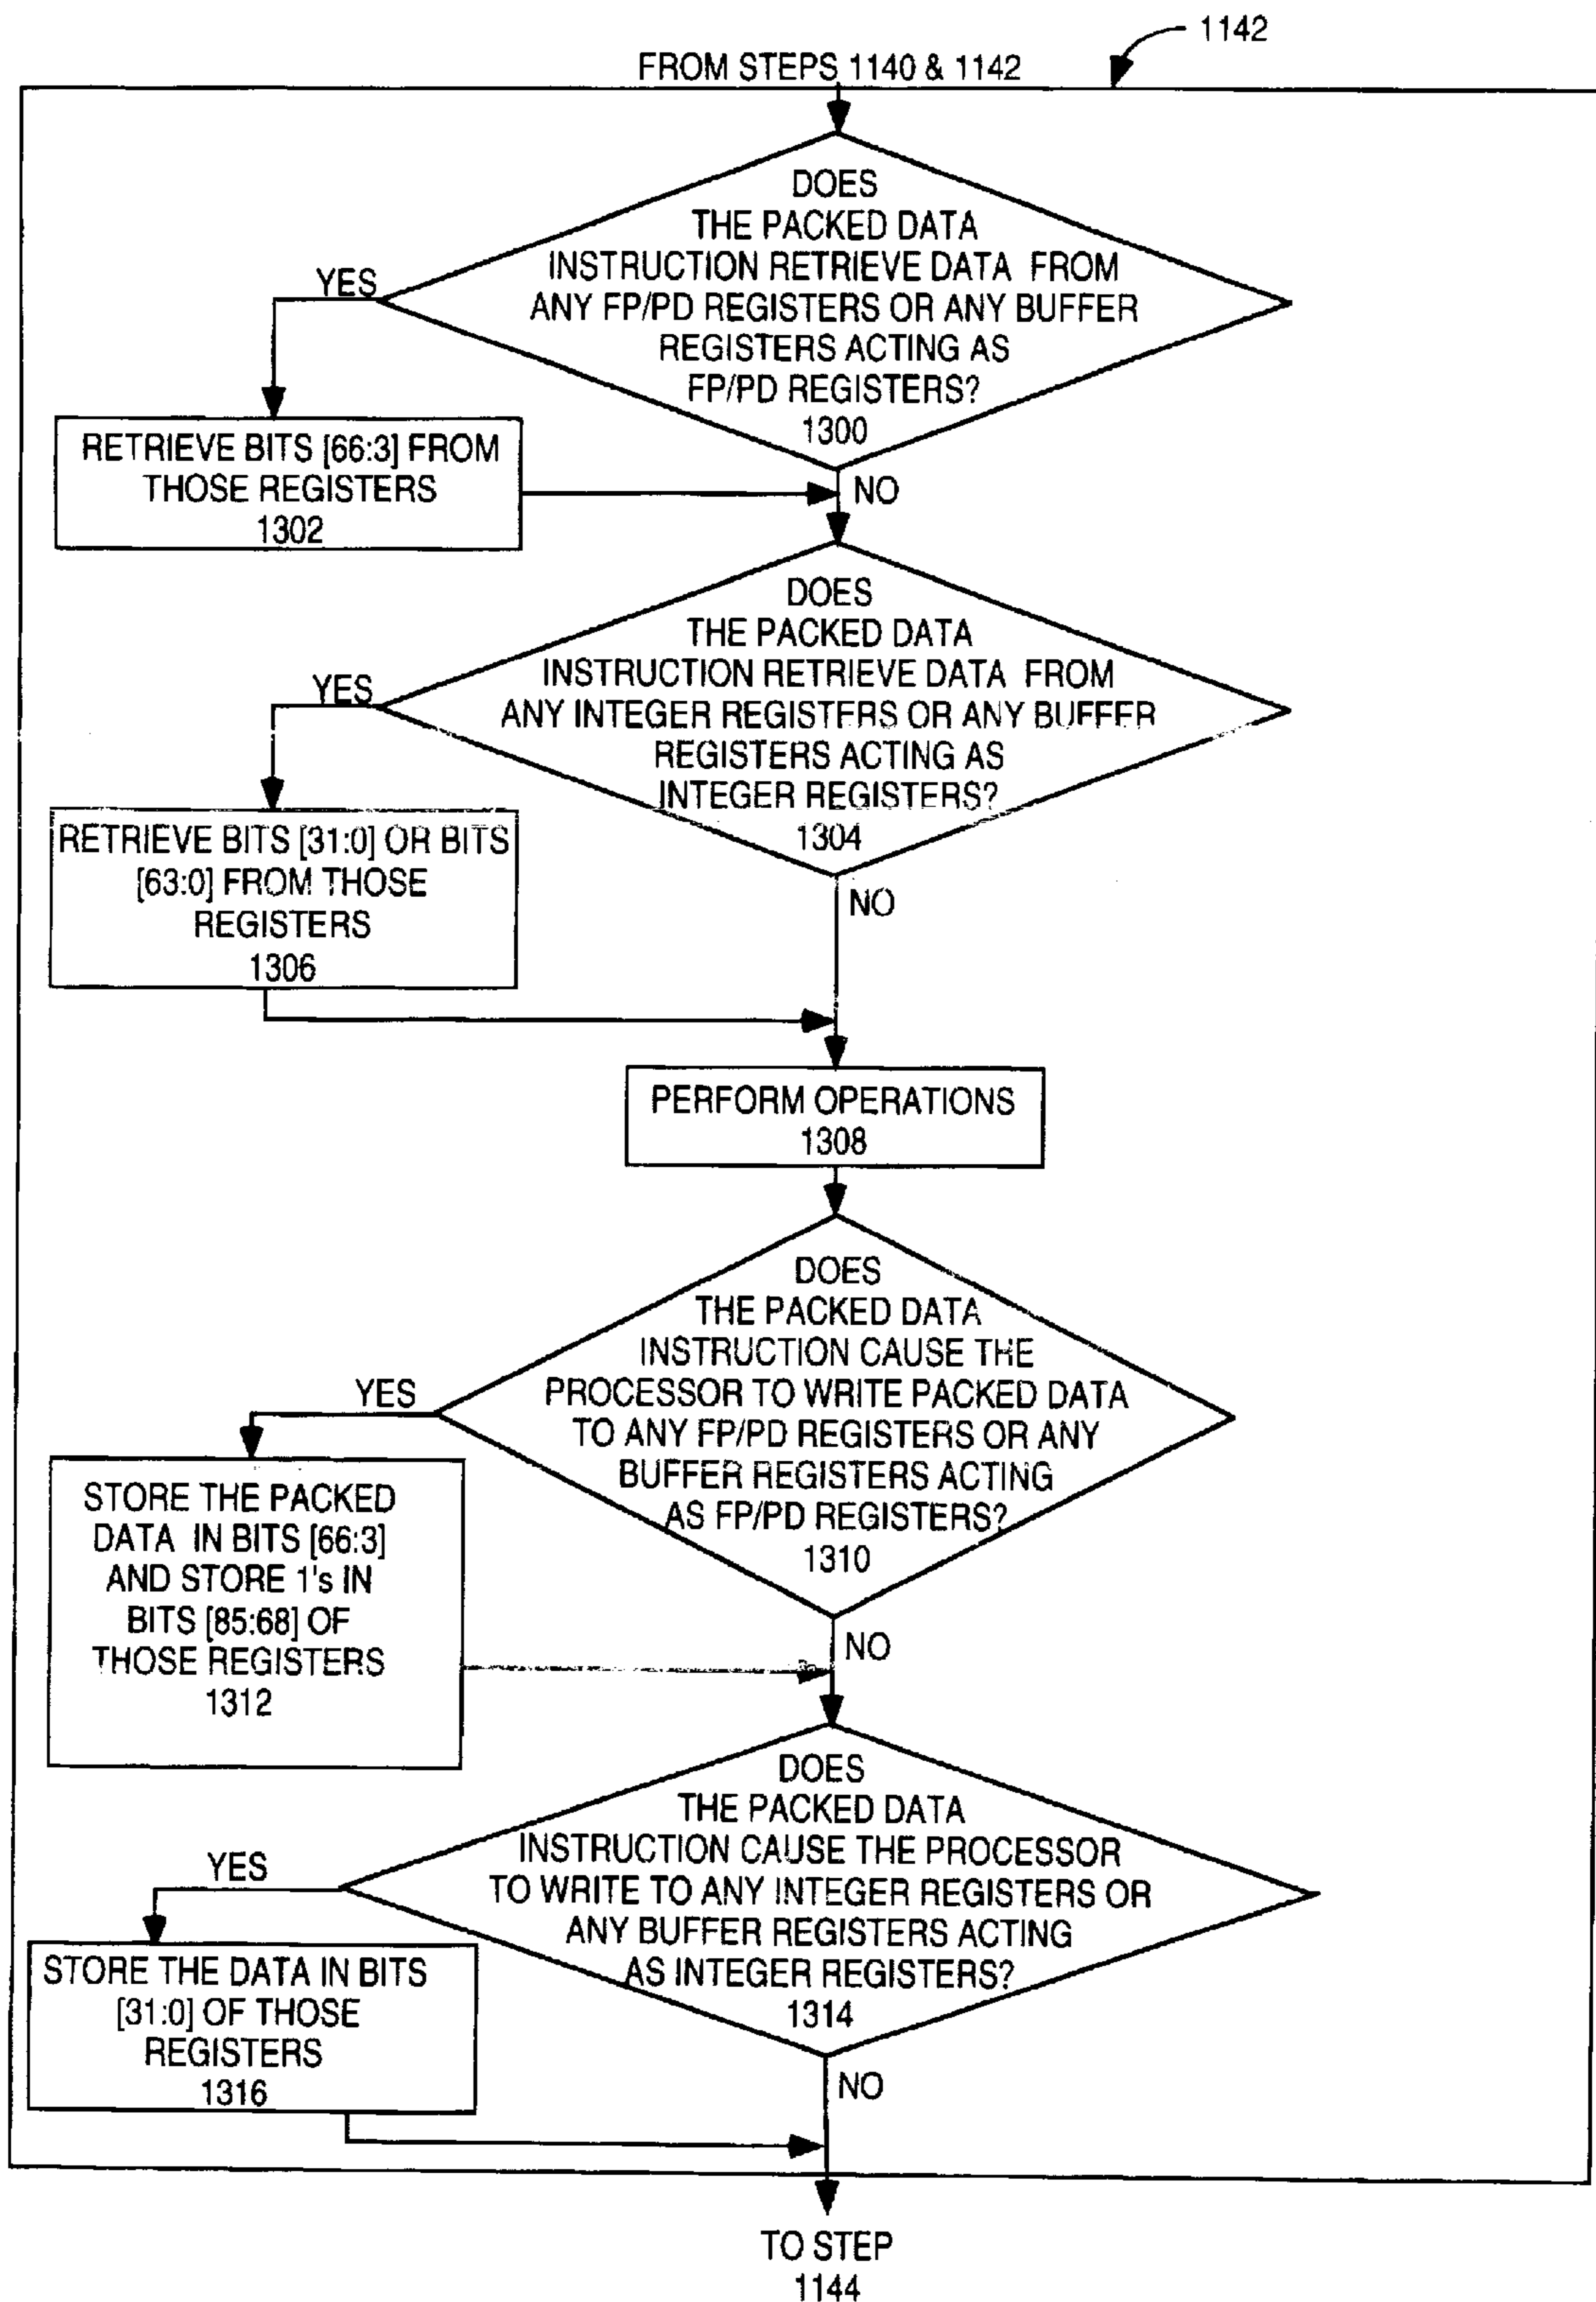 1142
FROM STEPS 1140 & 1142
DOES
THE PACKED DATA
INSTRUCTION RETRIEVE DATA FROM
ANY FP/PD REGISTERS OR ANY BUFFER
REGISTERS ACTING AS
FP/PD REGISTERS?
1300
YES
RETRIEVE BITS [66:3] FROM
THOSE REGISTERS
1302
NO
DOES
THE PACKED DATA
INSTRUCTION RETRIEVE DATA FROM
ANY INTEGER REGISTERS OR ANY BUFFER
REGISTERS ACTING AS
INTEGER REGISTERS?
1304
YES
RETRIEVE BITS [31:0] OR BITS
[63:0] FROM THOSE
REGISTERS
1306
NO
PERFORM OPERATIONS
1308
DOES
THE PACKED DATA
INSTRUCTION CAUSE THE
PROCESSOR TO WRITE PACKED DATA
TO ANY FP/PD REGISTERS OR ANY
BUFFER REGISTERS ACTING
AS FP/PD REGISTERS?
1310
YES
STORE THE PACKED
DATA IN BITS [66:3]
AND STORE 1's IN
BITS [85:68] OF
THOSE REGISTERS
1312
NO
DOES
THE PACKED DATA
INSTRUCTION CAUSE THE PROCESSOR
TO WRITE TO ANY INTEGER REGISTERS OR
ANY BUFFER REGISTERS ACTING
AS INTEGER REGISTERS?
1314
YES
STORE THE DATA IN BITS
[31:0] OF THOSE
REGISTERS
1316
NO
TO STEP
1144